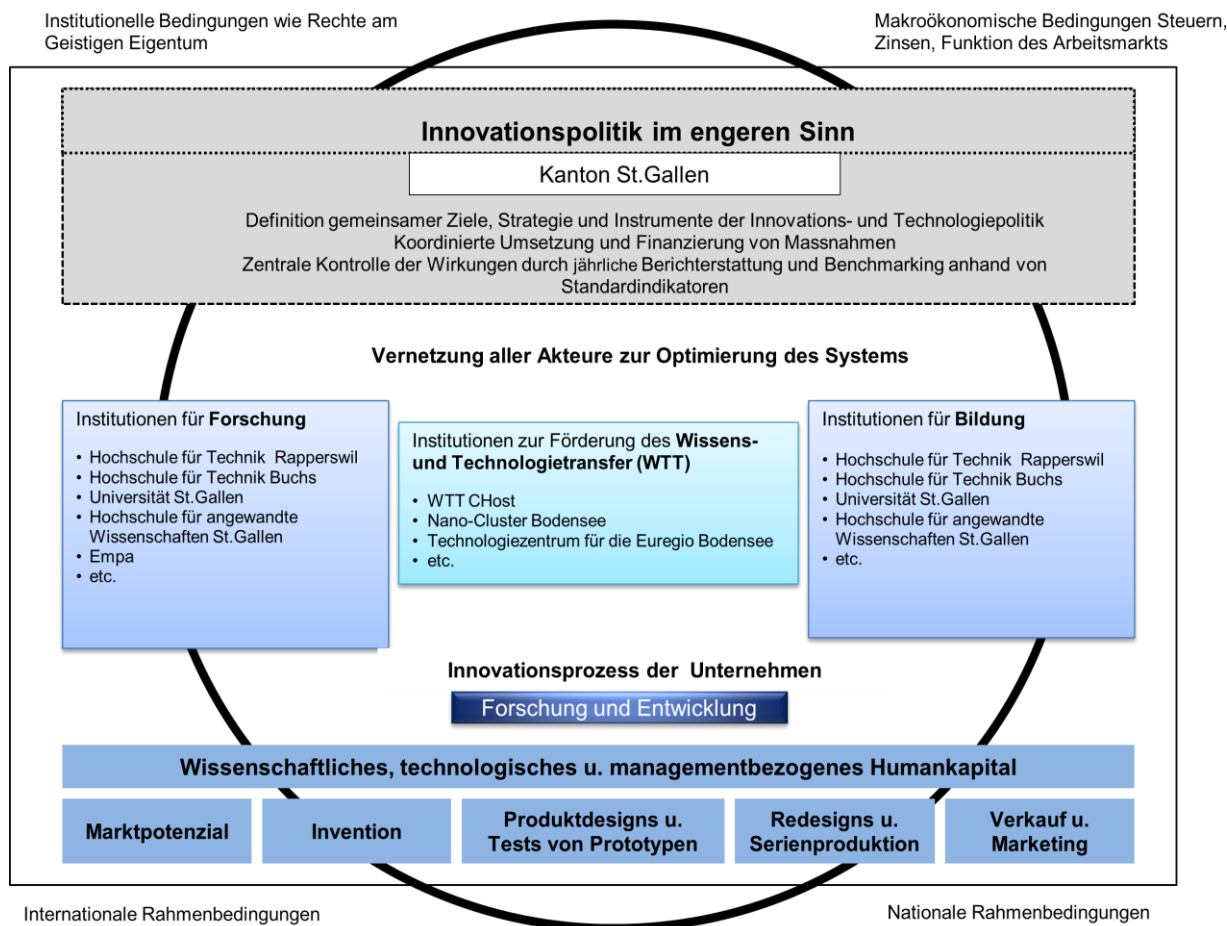 Institutionelle Bedingungen wie Rechte am
Geistigen Eigentum
Makroökonomische Bedingungen Steuern,
Zinsen, Funktion des Arbeitsmarkts
Innovationspolitik im engeren Sinn
Kanton St.Gallen
Definition gemeinsamer Ziele, Strategie und Instrumente der Innovations- und Technologiepolitik
Koordinierte Umsetzung und Finanzierung von Massnahmen
Zentrale Kontrolle der Wirkungen durch jährliche Berichterstattung und Benchmarking anhand von
Standardindikatoren
Vernetzung aller Akteure zur Optimierung des Systems
Institutionen für Forschung
• Hochschule für Technik Rapperswil
• Hochschule für Technik Buchs
• Universität St.Gallen
• Hochschule für angewandte
Wissenschaften St.Gallen
• Empa
• etc.
Institutionen zur Förderung des Wissens-
und Technologietransfer (WTT)
• WTT CHost
• Nano-Cluster Bodensee
• Technologiezentrum für die Euregio Bodensee
• etc.
Institutionen für Bildung
• Hochschule für Technik Rapperswil
• Hochschule für Technik Buchs
• Universität St.Gallen
• Hochschule für angewandte
Wissenschaften St.Gallen
• etc.
Innovationsprozess der Unternehmen
Forschung und Entwicklung
Wissenschaftliches, technologisches u. managementbezogenes Humankapital
Marktpotenzial
Invention
Produktdesigns u.
Tests von Prototypen
Redesigns u.
Serienproduktion
Verkauf u.
Marketing
Internationale Rahmenbedingungen
Nationale Rahmenbedingungen